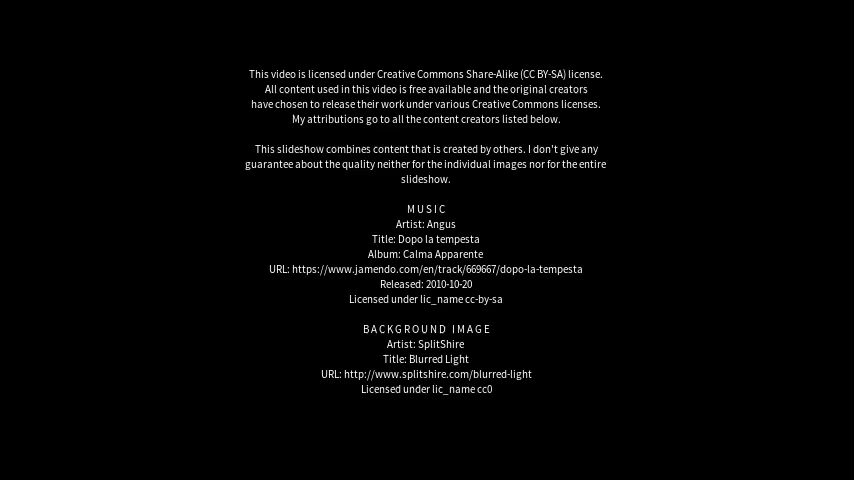 This video is licensed under Creative Commons Share-Alike (CC BY-SA) license.
All content used in this video is free available and the original creators
have chosen to release their work under various Creative Commons licenses.
My attributions go to all the content creators listed below.
This slideshow combines content that is created by others. I don't give any
guarantee about the quality neither for the individual images nor for the entire
slideshow.
MUSIC
Artist: Angus
Title: Dopo la tempesta
Album: Calma Apparente
URL: https://www.jamendo.com/en/track/669667/dopo-la-tempesta
Released: 2010-10-20
Licensed under lic_name cc-by-sa
BACKGROUND IMAGE
Artist: SplitShire
Title: Blurred Light
URL: http://www.splitshire.com/blurred-light
Licensed under lic_name cc0